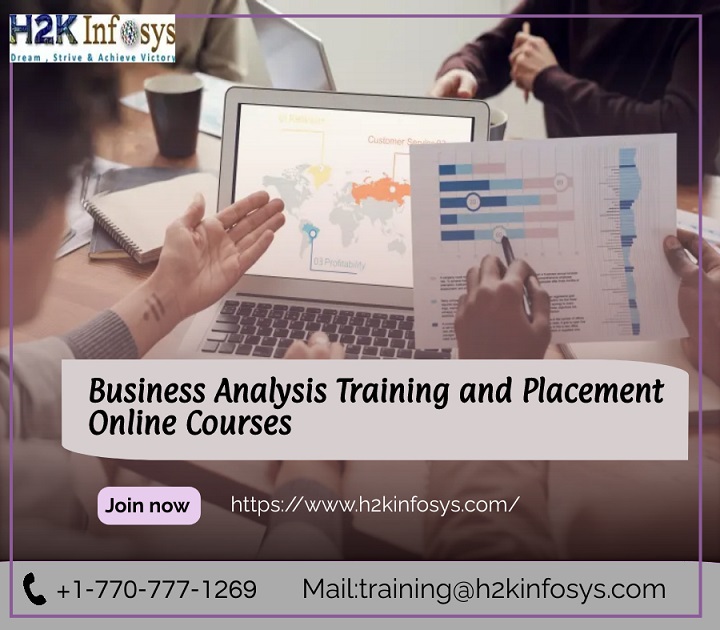 H2K Infosys
Dream , Strive & Achieve Victory
Customer Service
03 Profitability
Business Analysis Training and Placement
Online Courses
Join now
https://www.h2kinfosys.com/
+1-770-777-1269
Mail:training@h2kinfosys.com